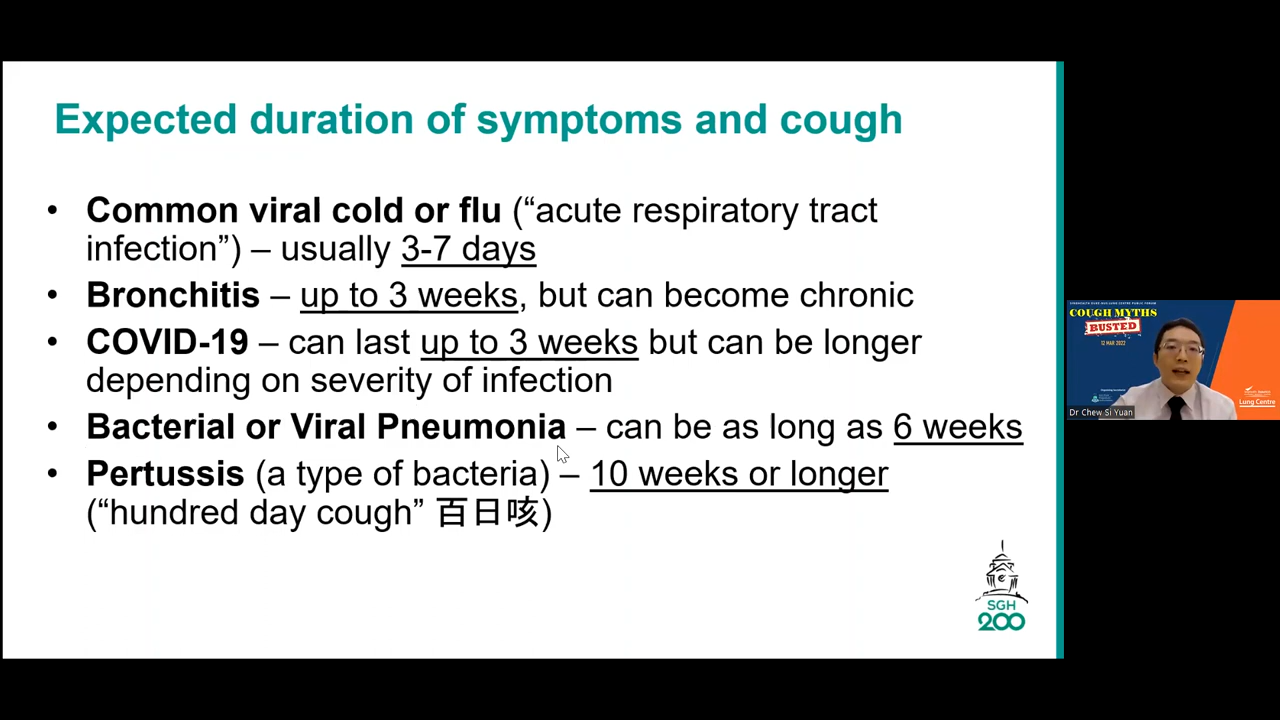 Expected duration of symptoms and cough
• Common viral cold or flu (“acute respiratory tract
infection”) – usually 3-7 days
• Bronchitis – up to 3 weeks, but can become chronic
• COVID-19 – can last up to 3 weeks but can be longer
depending on severity of infection
• Bacterial or Viral Pneumonia – can be as long as 6 weeks
• Pertussis (a type of bacteria) – 10 weeks or longer
(“hundred day cough” 百日咳)
SGH
200
COUGH MYTHS
BUSTED
12 MAR 2022
Lung Centre
Dr Chew Si Yuan